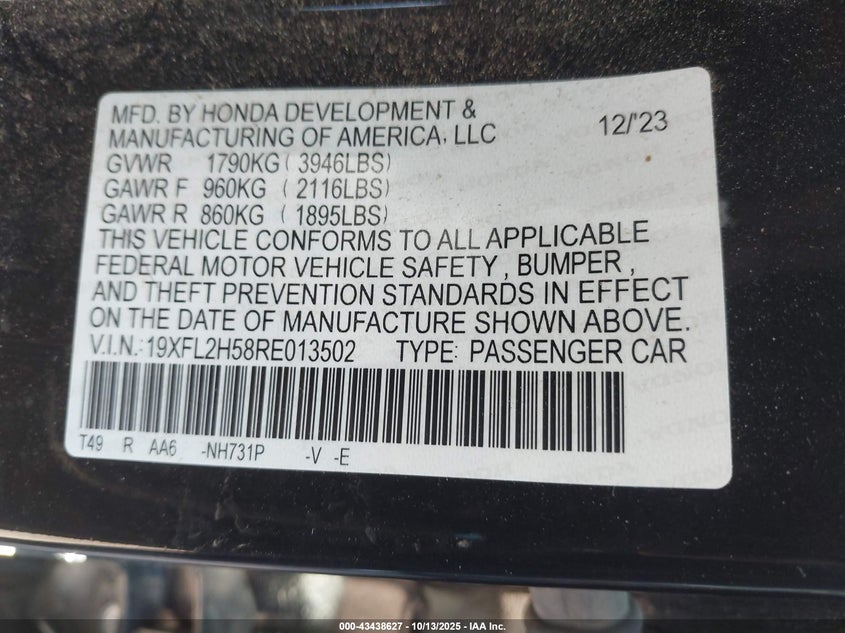 MFD. BY HONDA DEVELOPMENT &
MANUFACTURING OF AMERICA, LLC 12/'23
GVWR 1790KG ( 3946LBS)
GAWR F 960KG ( 2116LBS)
GAWR R 860KG ( 1895LBS)
THIS VEHICLE CONFORMS TO ALL APPLICABLE
FEDERAL MOTOR VEHICLE SAFETY , BUMPER ,
AND THEFT PREVENTION STANDARDS IN EFFECT
ON THE DATE OF MANUFACTURE SHOWN ABOVE.
V.I.N.:19XFL2H58RE013502 TYPE: PASSENGER CAR
T49 R AA6 -NH731P -V -E
000-43438627 - 10/13/2025 - IAA Inc.